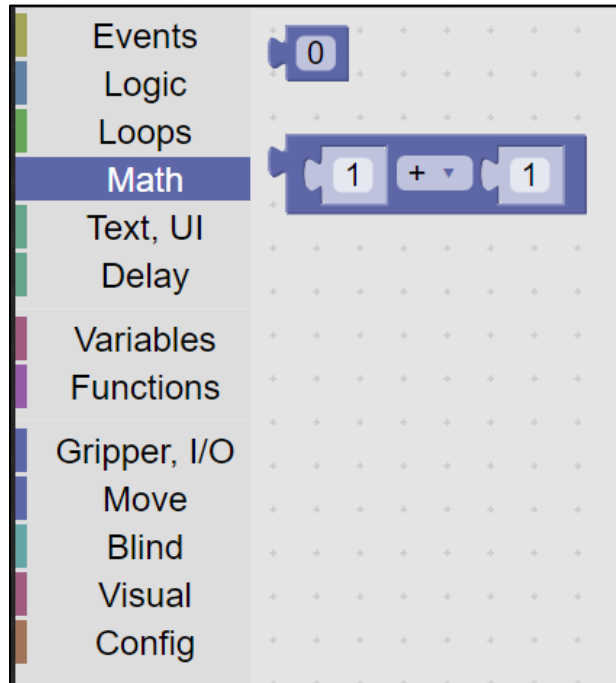 Events
Logic
Loops
Math
Text, UI
Delay
Variables
Functions
Gripper, I/O
Move
Blind
Visual
Config
0
1 + 1